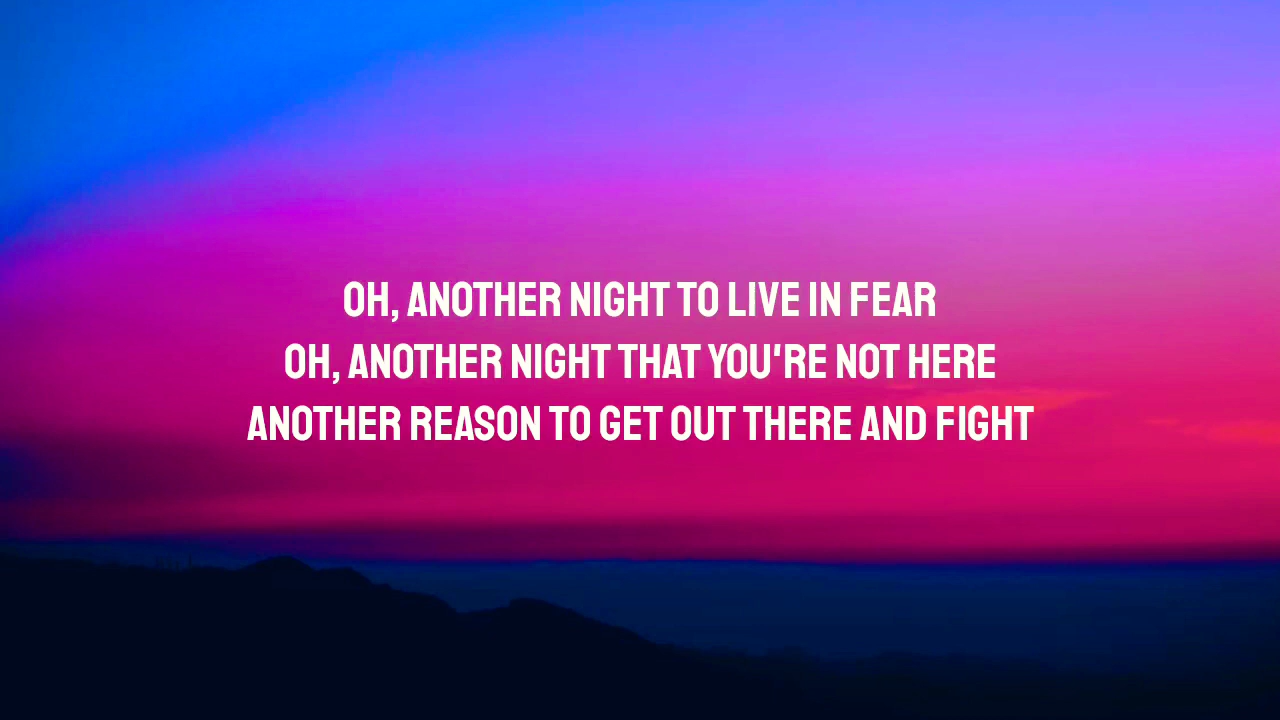 OH, ANOTHER NIGHT TO LIVE IN FEAR
OH, ANOTHER NIGHT THAT YOU'RE NOT HERE
ANOTHER REASON TO GET OUT THERE AND FIGHT